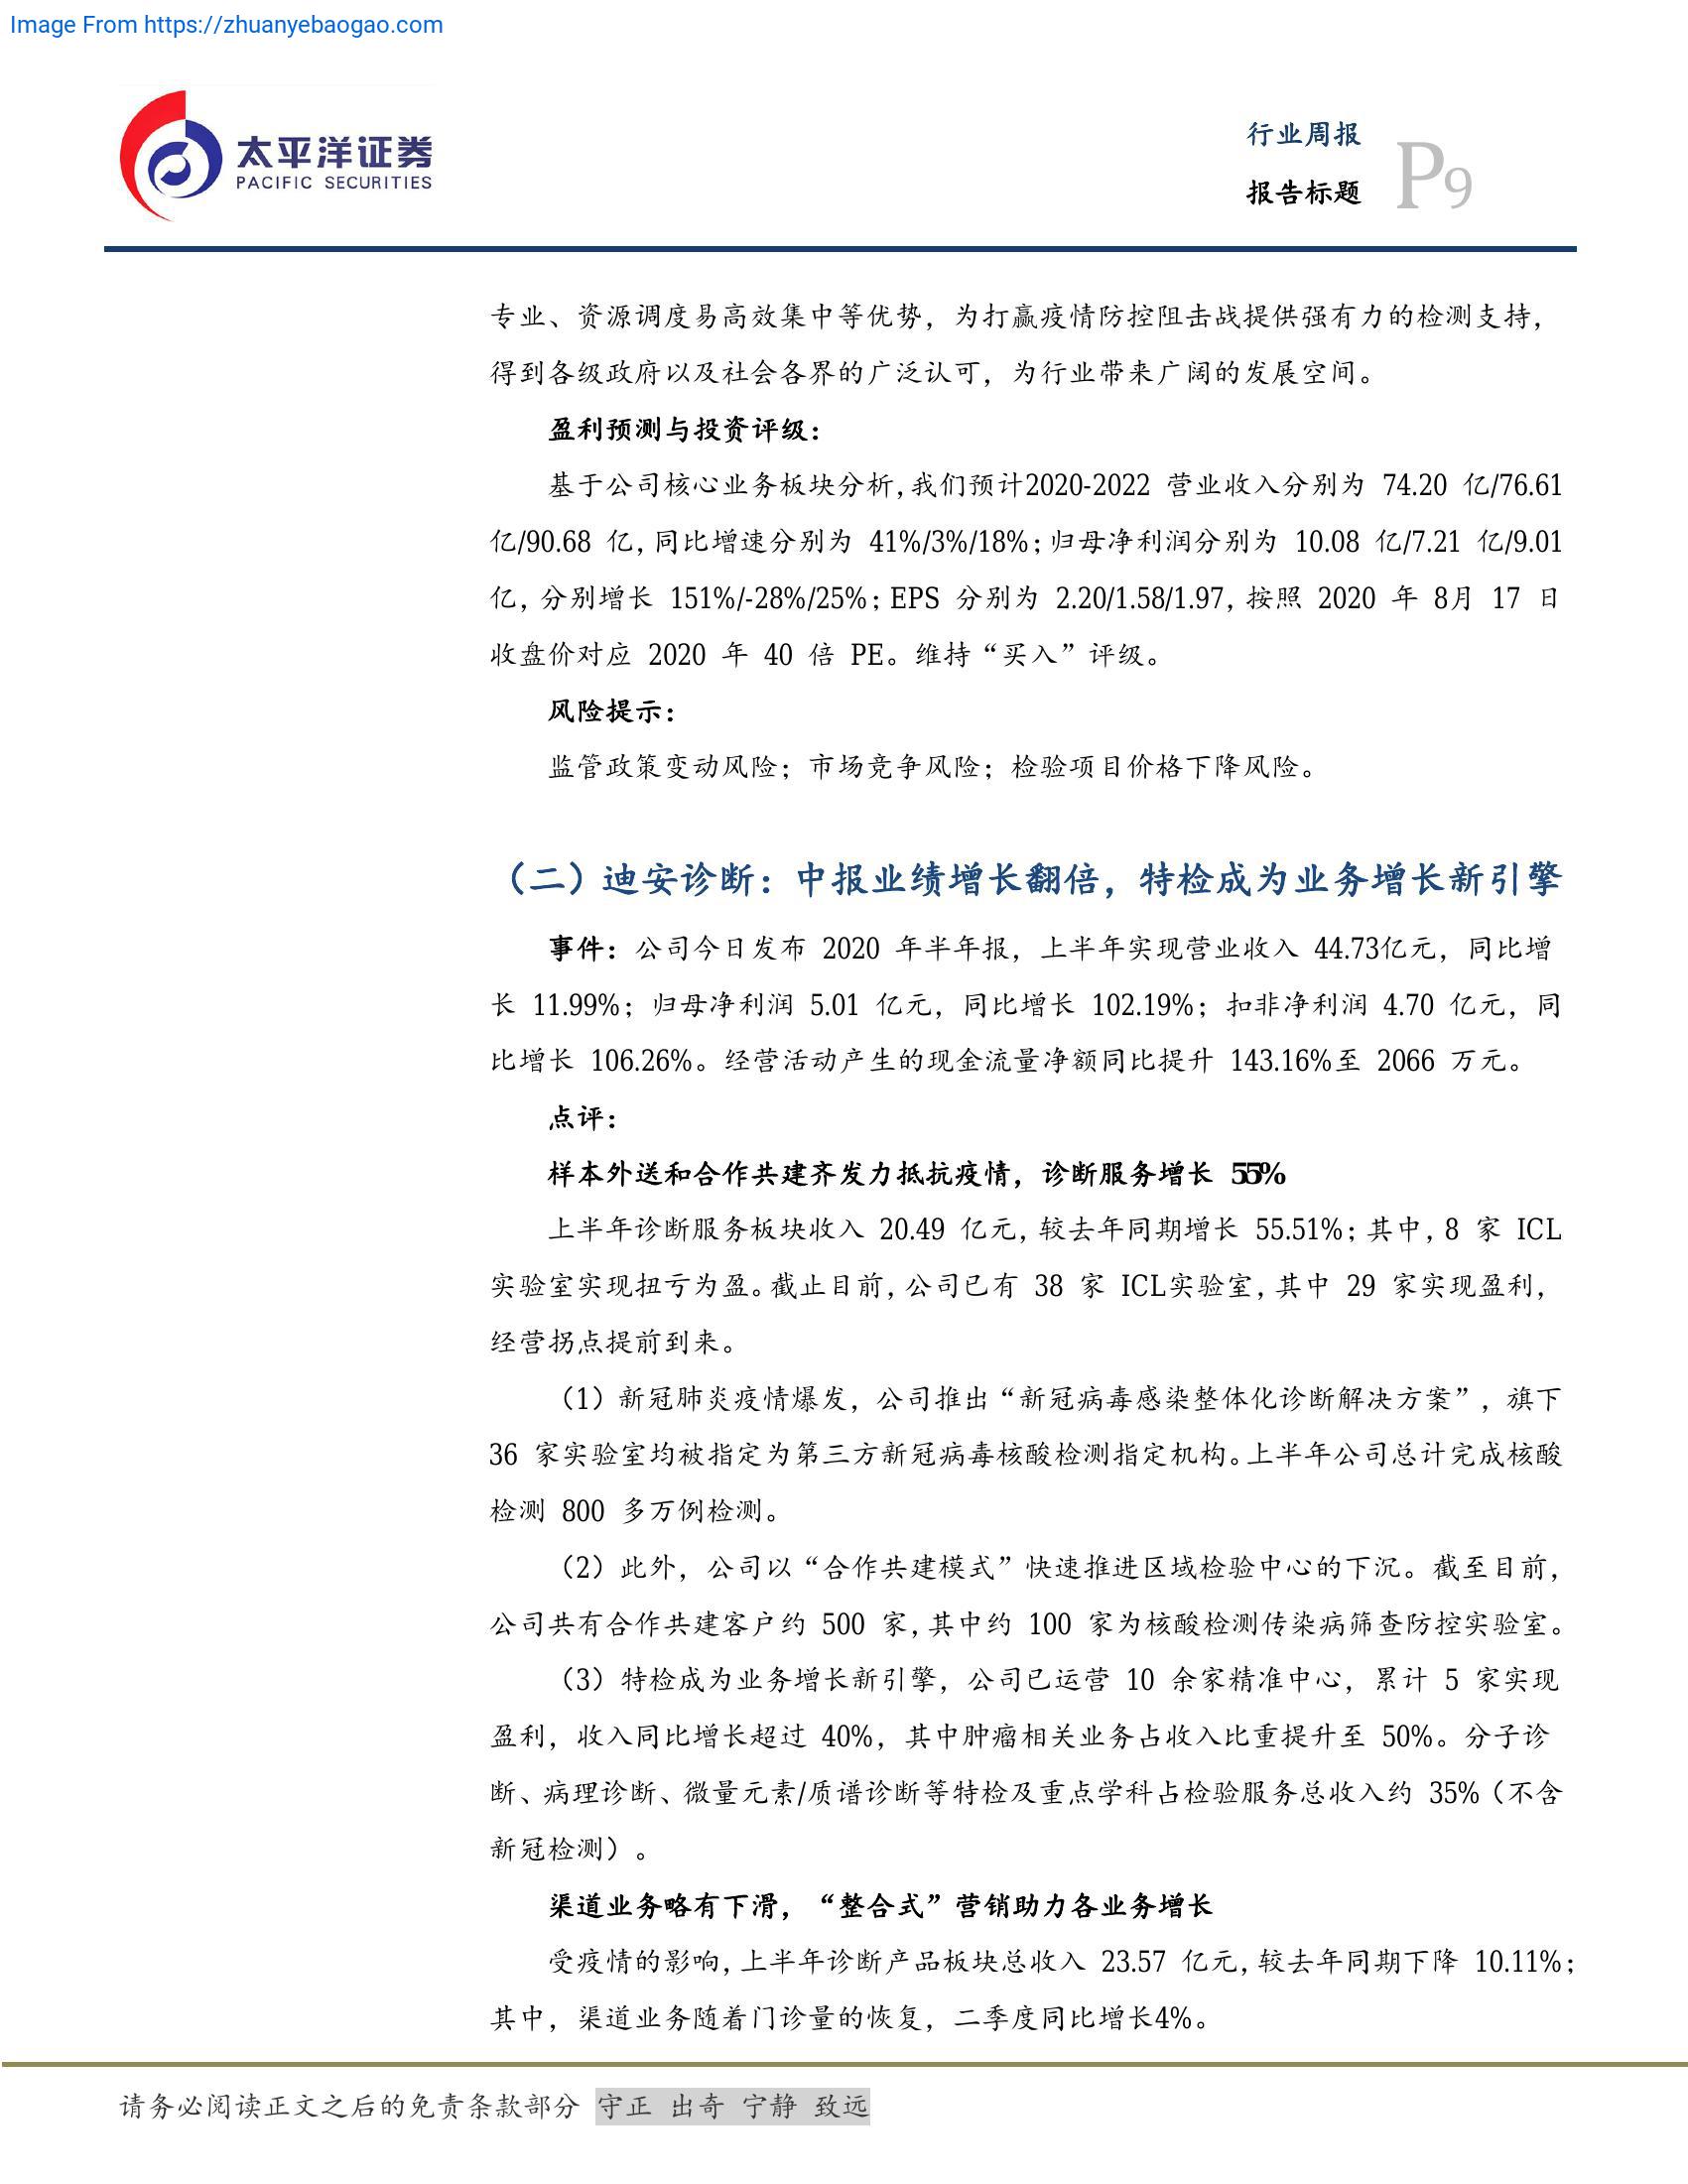 Image From https://zhuanyebaogao.com
太平洋证券
PACIFIC SECURITIES
行业周报
报告标题
P9
专业、资源调度易高效集中等优势，为打赢疫情防控阻击战提供强有力的检测支持，
得到各级政府以及社会各界的广泛认可，为行业带来广阔的发展空间。
盈利预测与投资评级：
基于公司核心业务板块分析,我们预计2020-2022 营业收入分别为 74.20 亿/76.61
亿/90.68 亿,同比增速分别为 41%/3%/18%;归母净利润分别为 10.08 亿/7.21 亿/9.01
亿,分别增长 151%/-28%/25%;EPS 分别为 2.20/1.58/1.97,按照 2020 年 8月 17 日
收盘价对应 2020 年 40 倍 PE。维持“买入”评级。
风险提示：
监管政策变动风险；市场竞争风险；检验项目价格下降风险。
（二）迪安诊断：中报业绩增长翻倍，特检成为业务增长新引擎
事件：公司今日发布 2020 年半年报，上半年实现营业收入 44.73亿元，同比增
长 11.99%；归母净利润 5.01 亿元，同比增长 102.19%；扣非净利润 4.70 亿元，同
比增长 106.26%。经营活动产生的现金流量净额同比提升 143.16%至 2066 万元。
点评：
样本外送和合作共建齐发力抵抗疫情，诊断服务增长 55%
上半年诊断服务板块收入 20.49 亿元,较去年同期增长 55.51%;其中,8 家 ICL
实验室实现扭亏为盈。截止目前,公司已有 38 家 ICL实验室,其中 29 家实现盈利，
经营拐点提前到来。
（1）新冠肺炎疫情爆发，公司推出“新冠病毒感染整体化诊断解决方案”，旗下
36 家实验室均被指定为第三方新冠病毒核酸检测指定机构。上半年公司总计完成核酸
检测 800 多万例检测。
（2）此外，公司以“合作共建模式”快速推进区域检验中心的下沉。截至目前，
公司共有合作共建客户约 500 家,其中约 100 家为核酸检测传染病筛查防控实验室。
（3）特检成为业务增长新引擎，公司已运营 10 余家精准中心，累计 5 家实现
盈利，收入同比增长超过 40%，其中肿瘤相关业务占收入比重提升至 50%。分子诊
断、病理诊断、微量元素/质谱诊断等特检及重点学科占检验服务总收入约 35%（不含
新冠检测）。
渠道业务略有下滑，“整合式”营销助力各业务增长
受疫情的影响,上半年诊断产品板块总收入 23.57 亿元,较去年同期下降 10.11%;
其中，渠道业务随着门诊量的恢复，二季度同比增长4%。
请务必阅读正文之后的免责条款部分 守正 出奇 宁静 致远